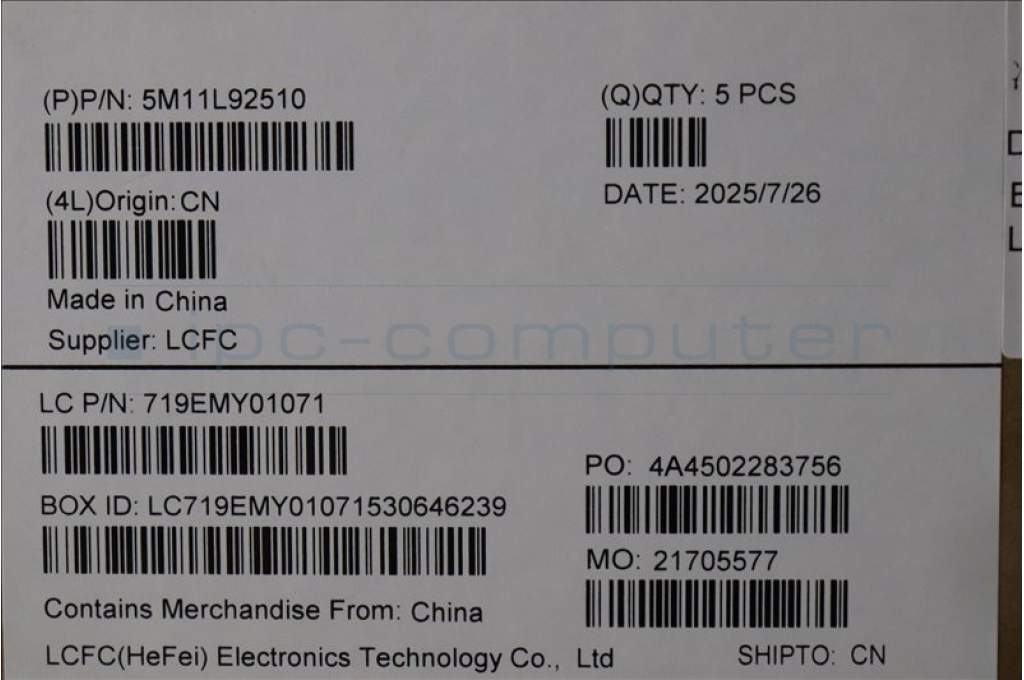 (P)P/N: 5M11L92510
(Q)QTY: 5 PCS
(4L)Origin: CN
DATE: 2025/7/26
Made in China
Supplier: LCFC
ipc-computer
LC P/N: 719EMY01071
PO: 4A4502283756
BOX ID: LC719EMY01071530646239
MO: 21705577
Contains Merchandise From: China
LCFC(HeFei) Electronics Technology Co., Ltd
SHIPTO: CN